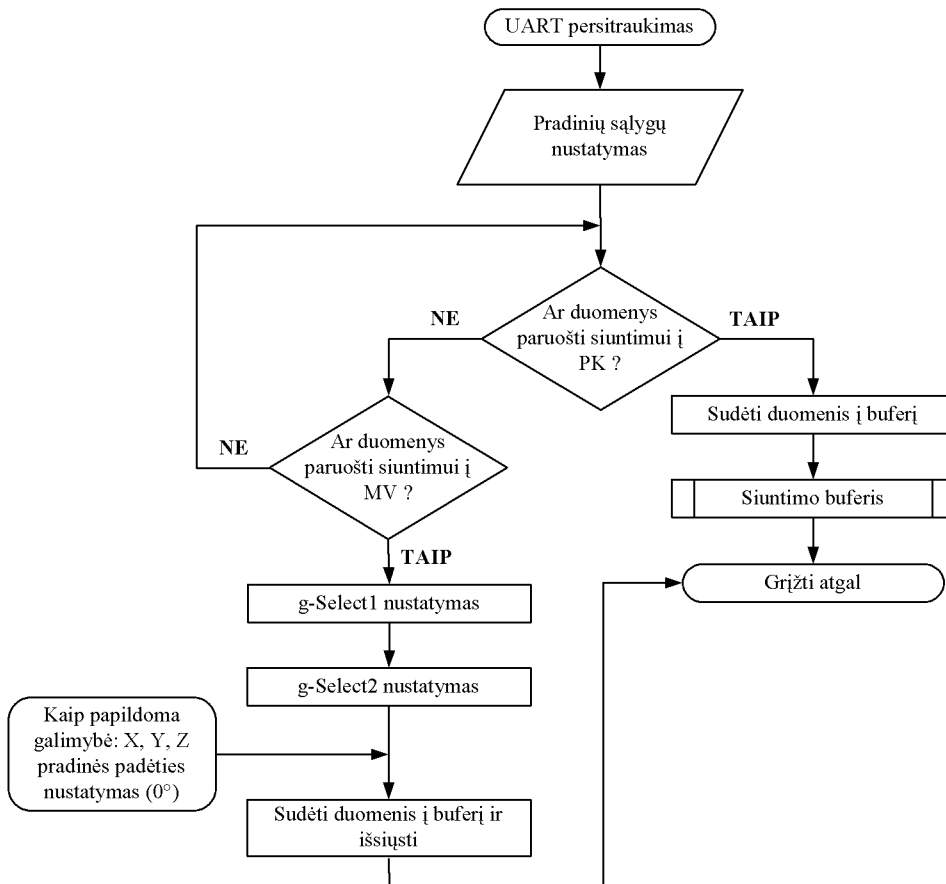 UART persitraukimas
Pradinių sąlygų
nustatymas
Ar duomenys
paruošti siuntimui į
PK ?
NE
TAIP
Sudėti duomenis į buferį
Siuntimo buferis
Grįžti atgal
Ar duomenys
paruošti siuntimui į
MV ?
NE
TAIP
g-Select1 nustatymas
g-Select2 nustatymas
Kaip papildoma
galimybė: X, Y, Z
pradinės padėties
nustatymas (0°)
Sudėti duomenis į buferį ir
išsiųsti